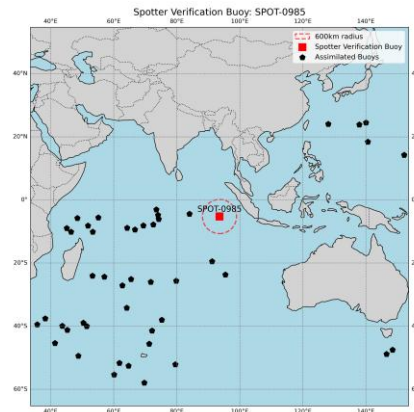 Spotter Verification Buoy: SPOT-0985
600km radius
Spotter Verification Buoy
Assimilated Buoys
40°N
20°N
0°
20°S
40°S
60°S
SPOT-0985
40°E
60°E
80°E
100°E
120°E
140°E